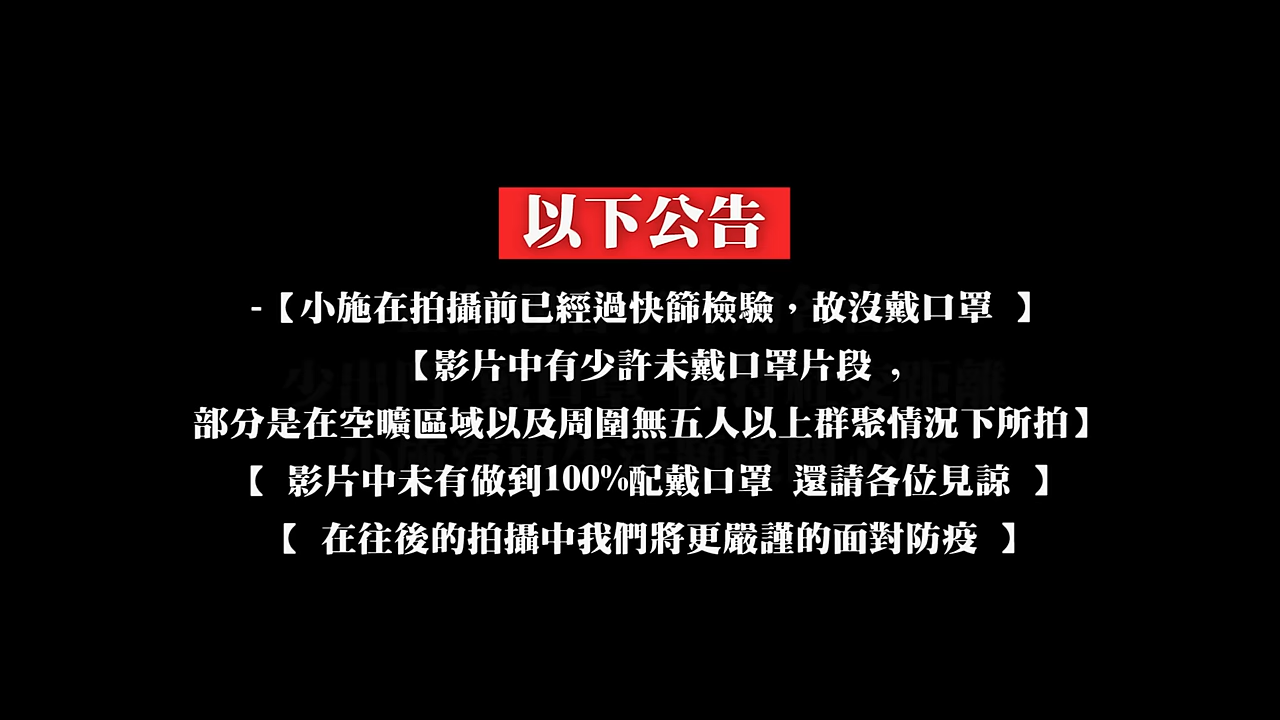 以下公告
-【小施在拍攝前已經過快篩檢驗，故沒戴口罩 】
【影片中有少許未戴口罩片段 ,
部分是在空曠區域以及周圍無五人以上群聚情況下所拍】
【 影片中未有做到100%配戴口罩 還請各位見諒 】
【 在往後的拍攝中我們將更嚴謹的面對防疫 】